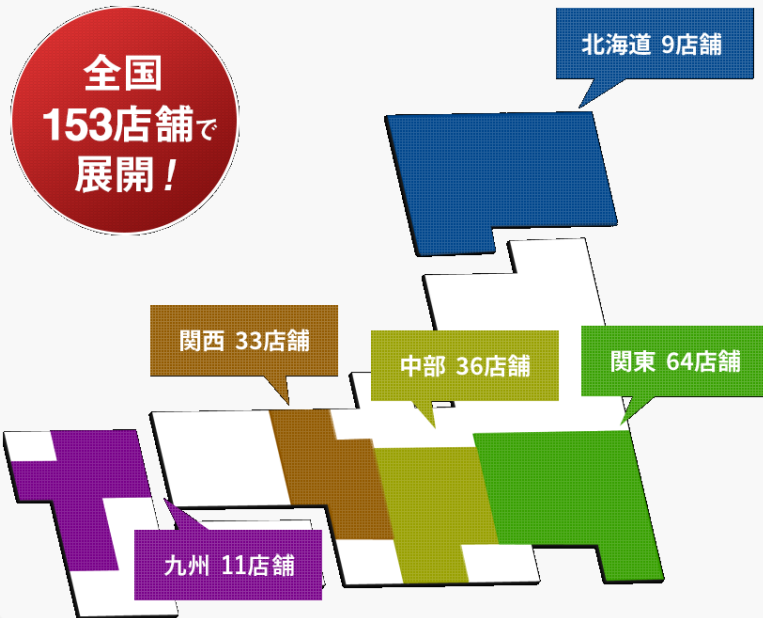 全国
153店舗で
展開！
北海道 9店舗
関西 33店舗
中部 36店舗
関東 64店舗
九州 11店舗